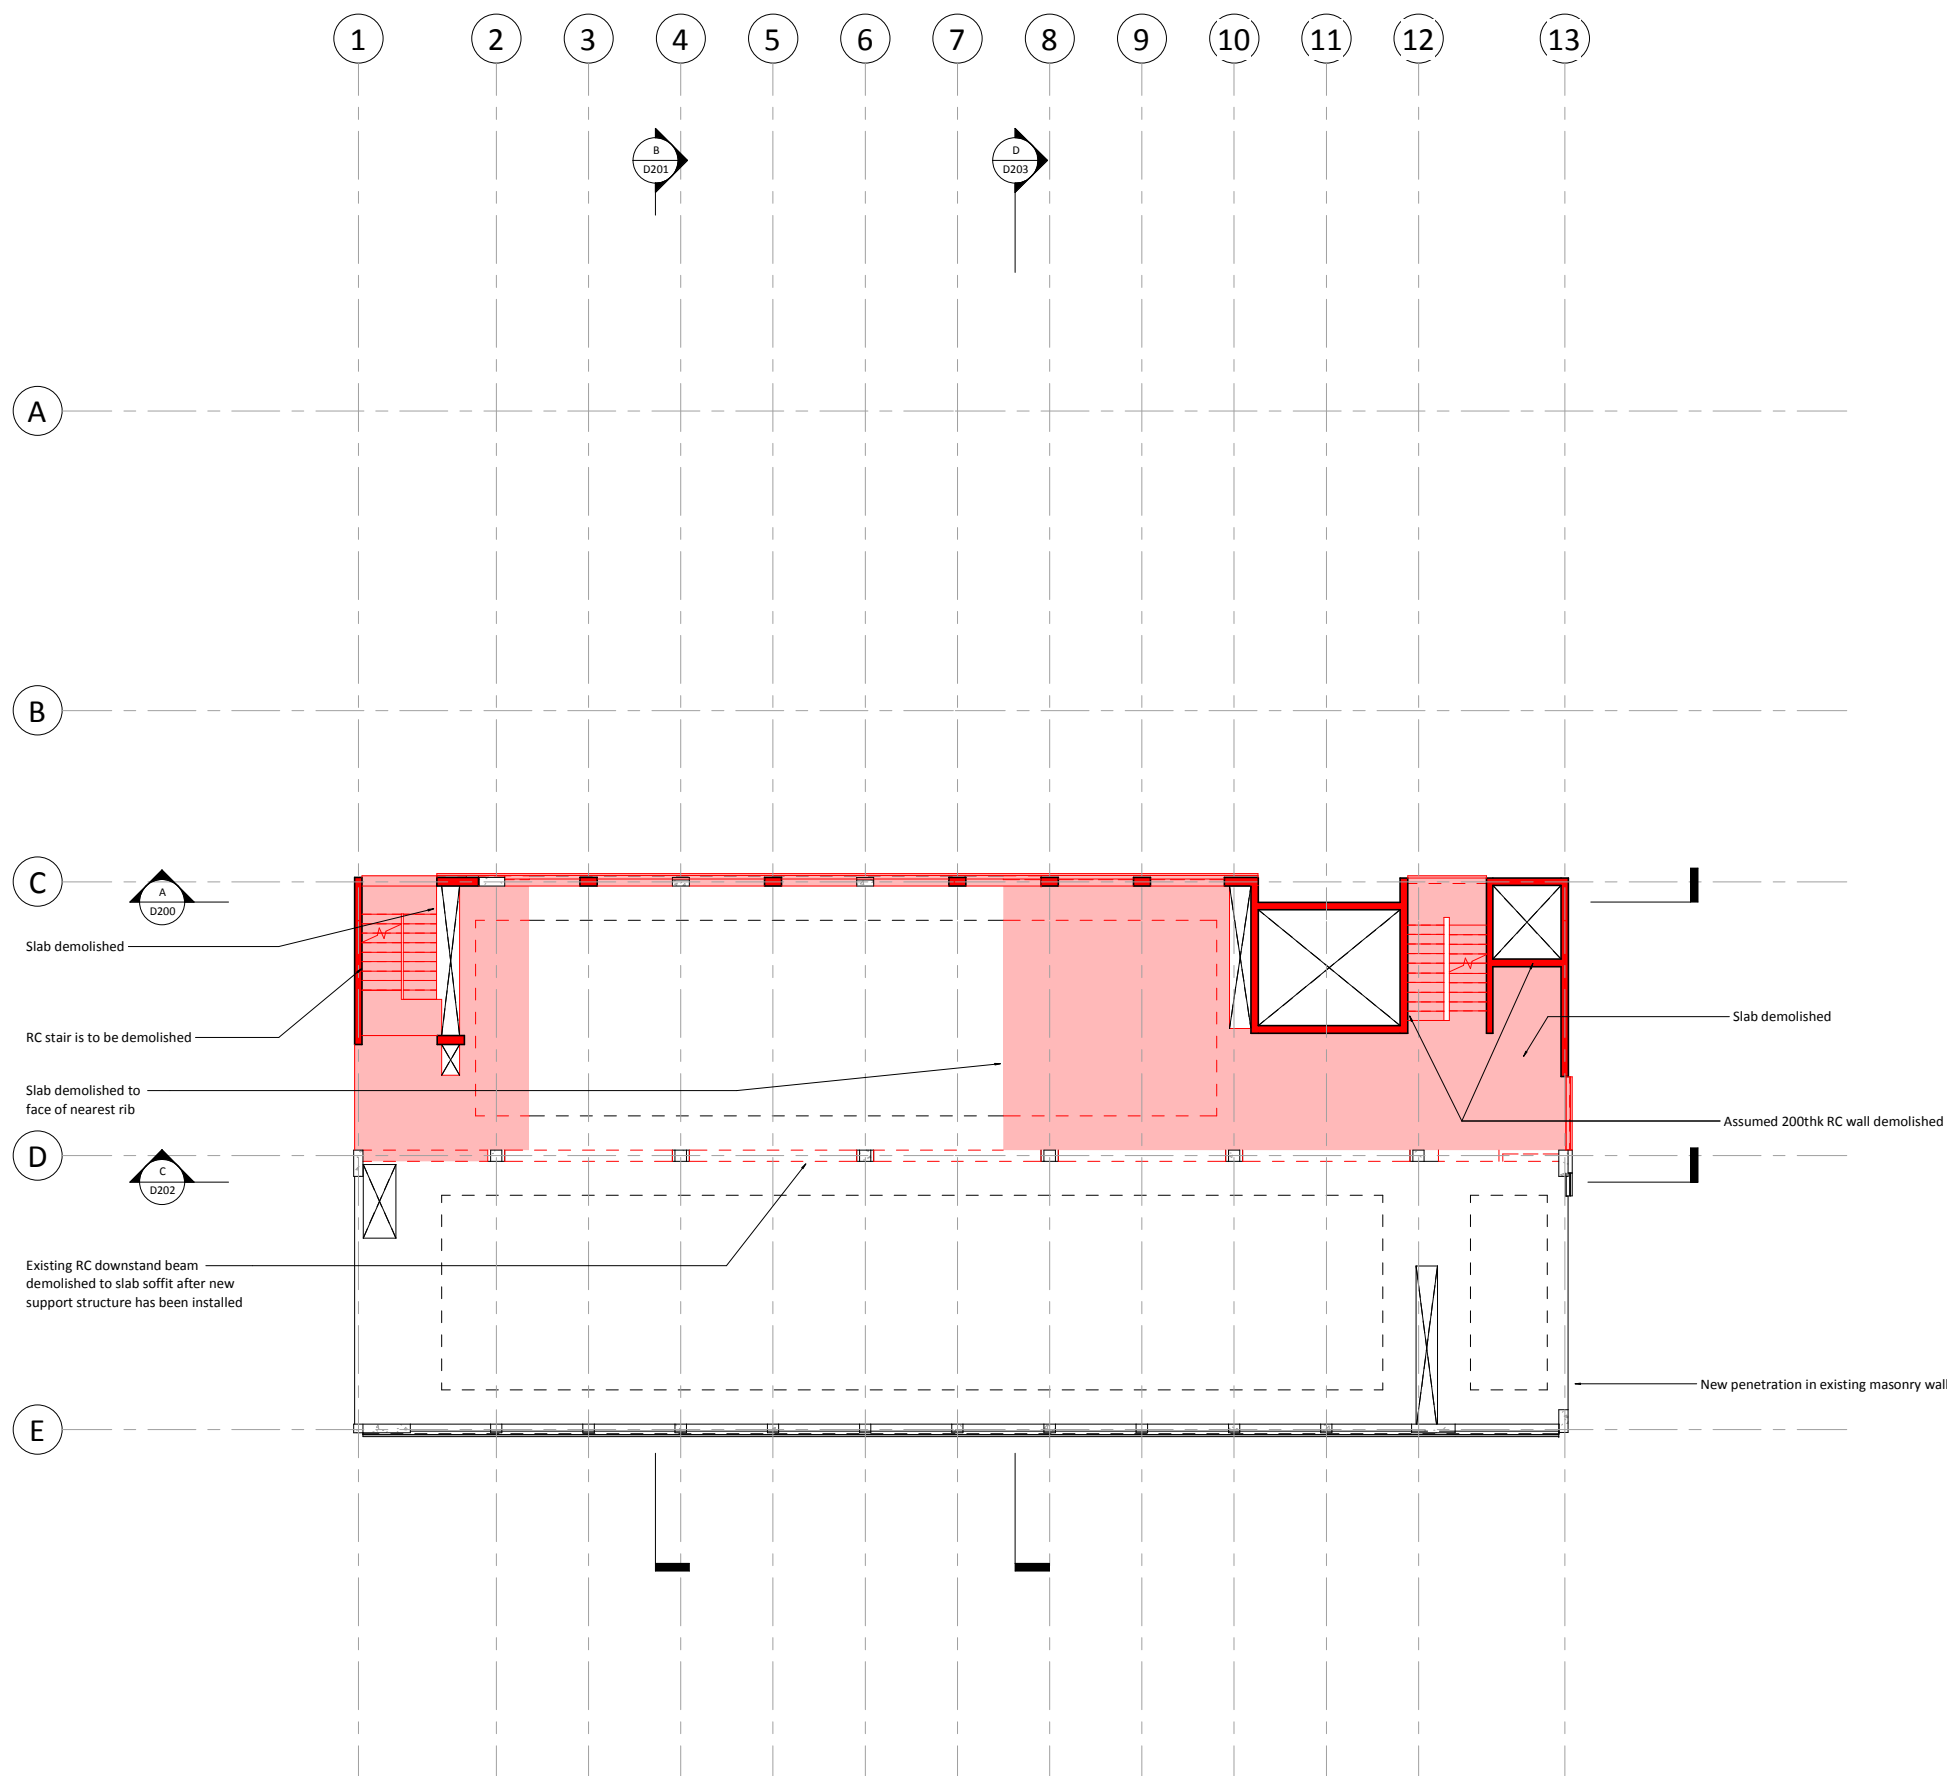 1 2 3 4 5 6 7 8 9 10 11 12 13
B
D201
D
D203
A
B
C
A
D200
Slab demolished
RC stair is to be demolished
Slab demolished to
face of nearest rib
Slab demolished
Assumed 200thk RC wall demolished
D
C
D202
Existing RC downstand beam
demolished to slab soffit after new
support structure has been installed
New penetration in existing masonry wall
E